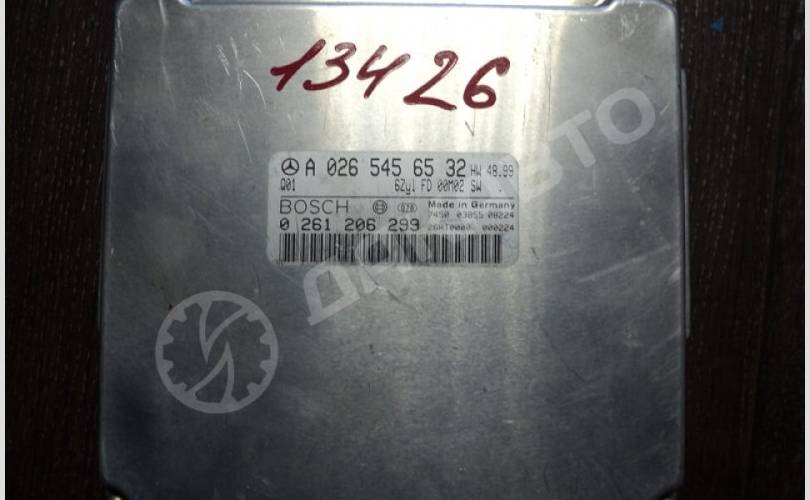 13426
A 026 545 65 32 HW 48.99
Q01 6Zyl FD 00M02 SW .
BOSCH Made in Germany
0 261 206 299
000224